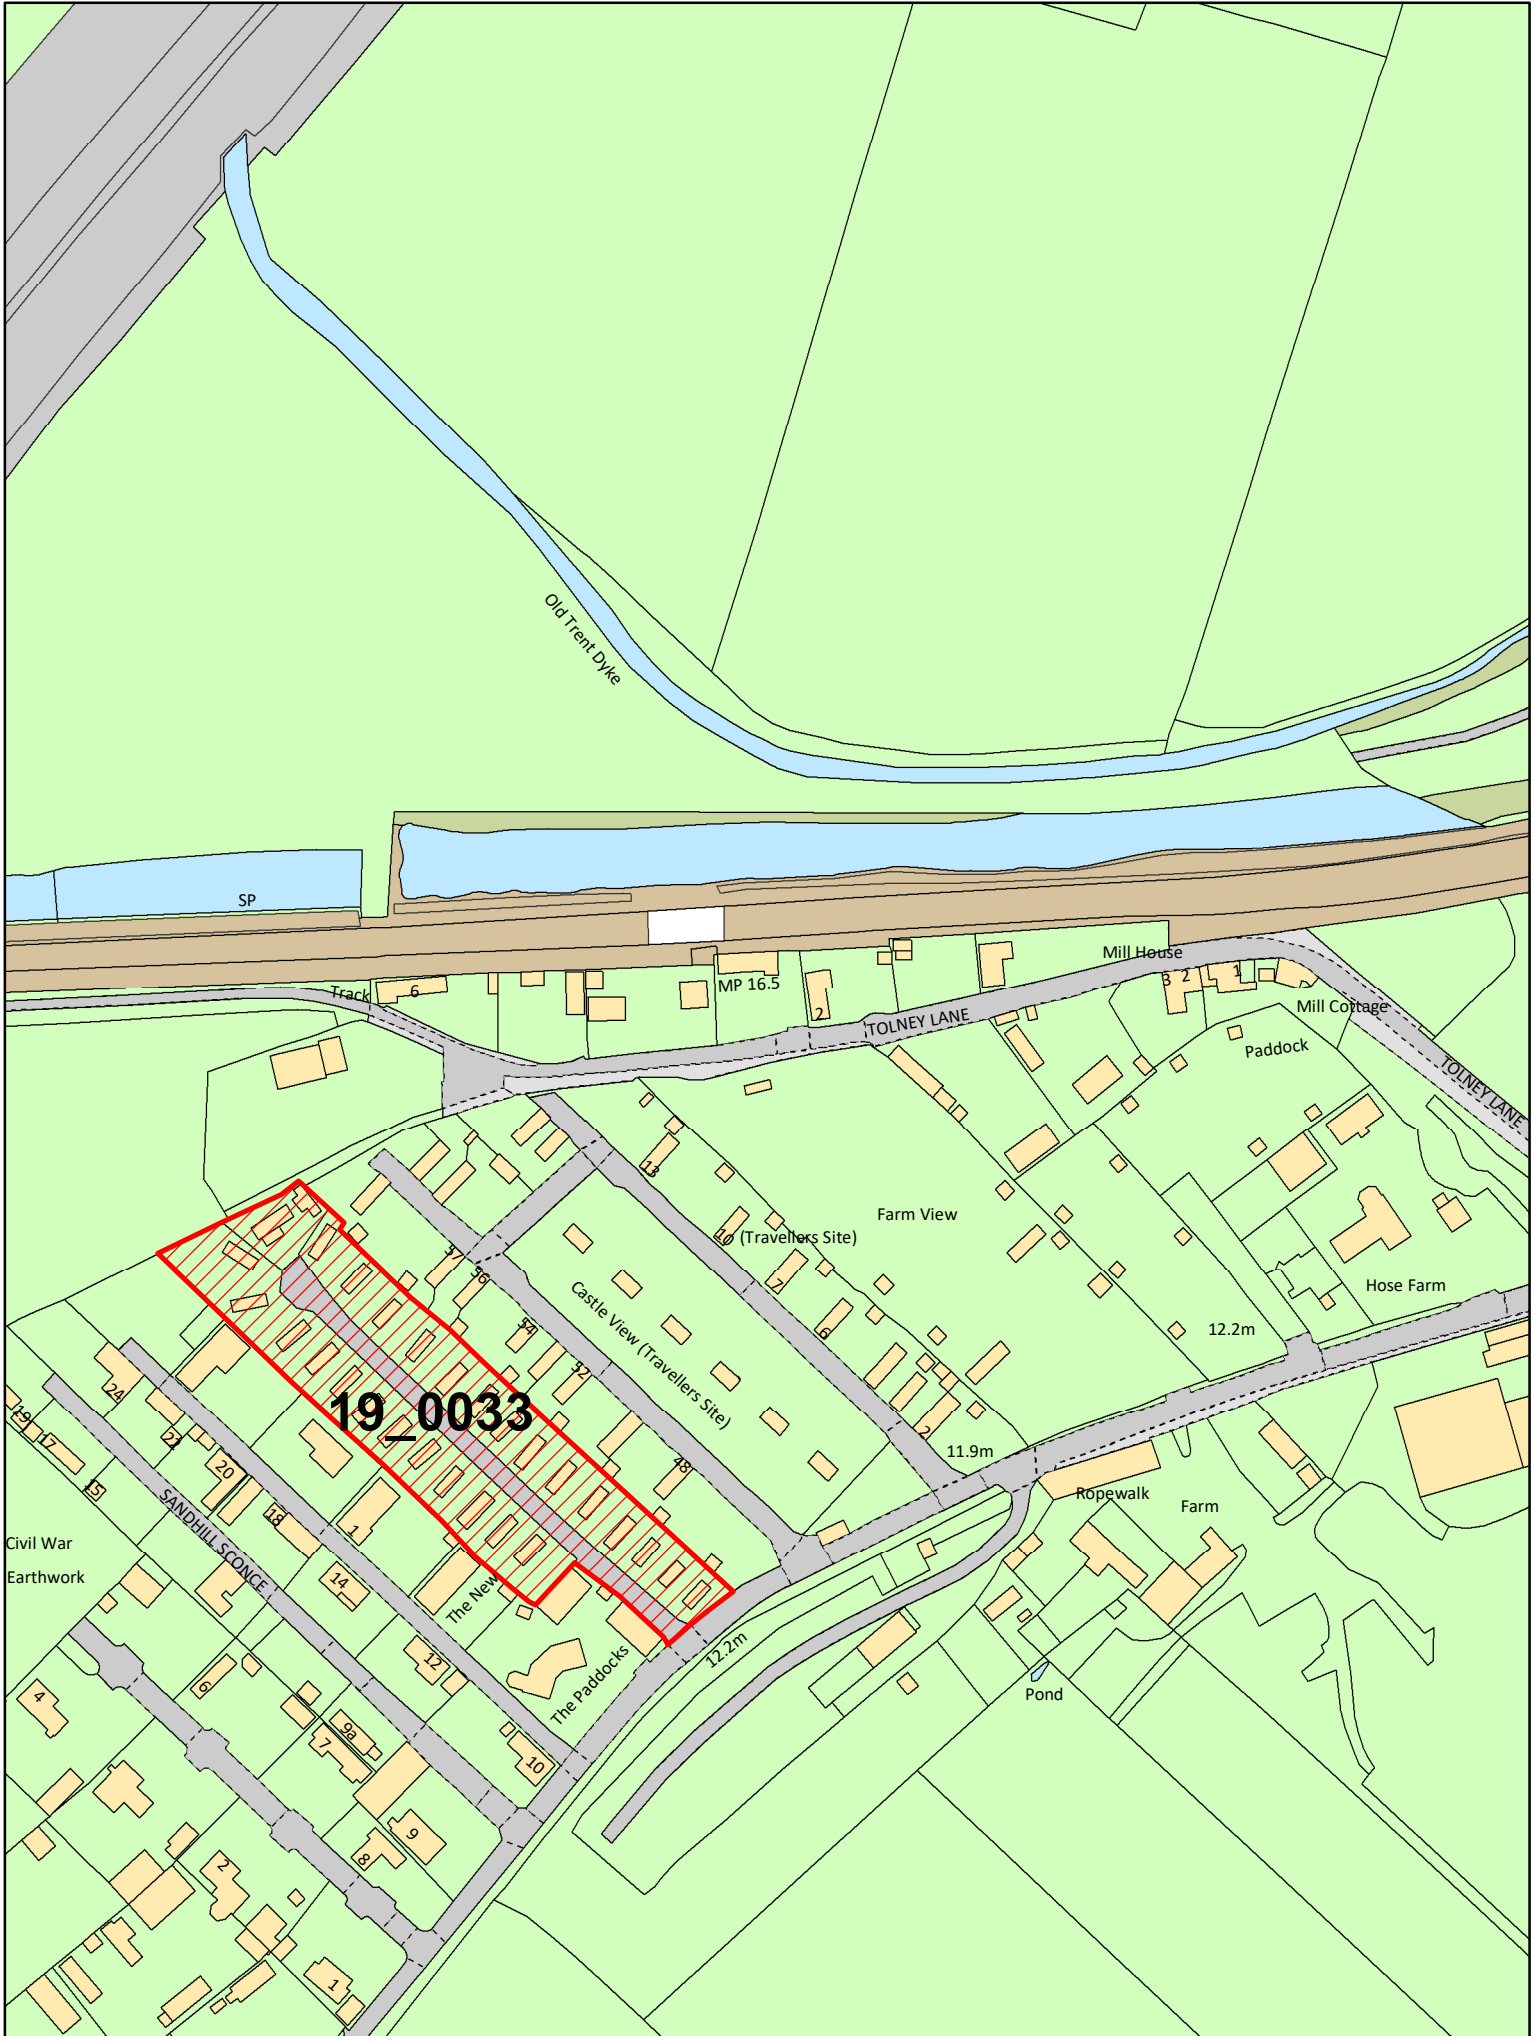 Old Trent Dyke
SP
Mill House
MP 16.5
Track
6
2
3
2
1
Mill Cottage
TOLNEY LANE
Paddock
TOLNEY LANE
13
Farm View
10
(Travellers Site)
7
57
56
6
Castle View (Travellers Site)
54
52
Hose Farm
12.2m
24
19_0033
19
17
22
20
15
2
11.9m
48
Ropewalk
Farm
SANDHILL SCONCE
18
1
Civil War
Earthwork
14
The New
12
12.2m
The Paddocks
Pond
6
4
9a
7
10
9
8
2
1